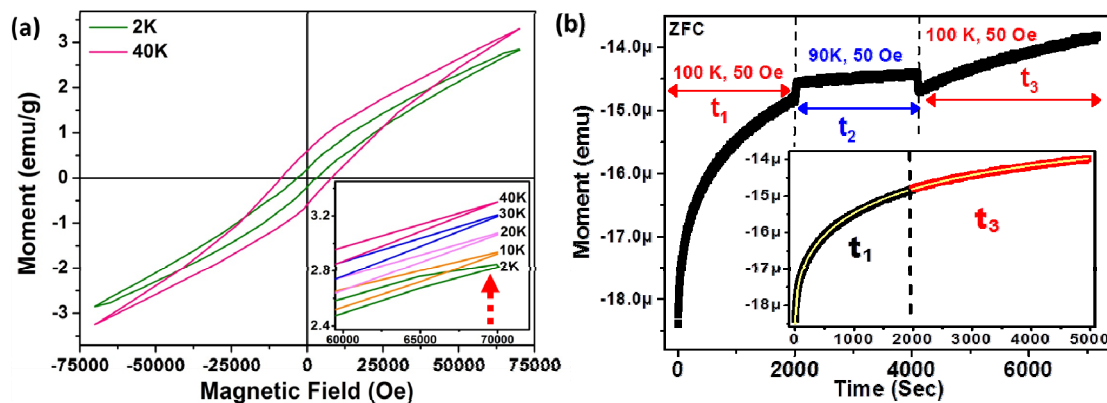 (a)
2K
40K
Moment (emu/g)
3
2
1
0
-1
-2
-3
-75000 -50000 -25000 0 25000 50000 75000
Magnetic Field (Oe)
3.2
2.8
2.4
60000 65000 70000
40K
30K
20K
10K
2K
(b)
ZFC
100 K, 50 Oe
90K, 50 Oe
100 K, 50 Oe
t1
t2
t3
Moment (emu)
-14.0μ
-15.0μ
-16.0μ
-17.0μ
-18.0μ
0 2000 4000 6000
Time (Sec)
-14μ
-15μ
-16μ
-17μ
-18μ
t1
t3
0 1000 2000 3000 4000 5000